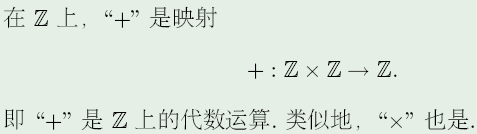 在 ℤ 上, “+” 是映射
+ : ℤ × ℤ → ℤ.
即 “+” 是 ℤ 上的代数运算. 类似地, “×” 也是.